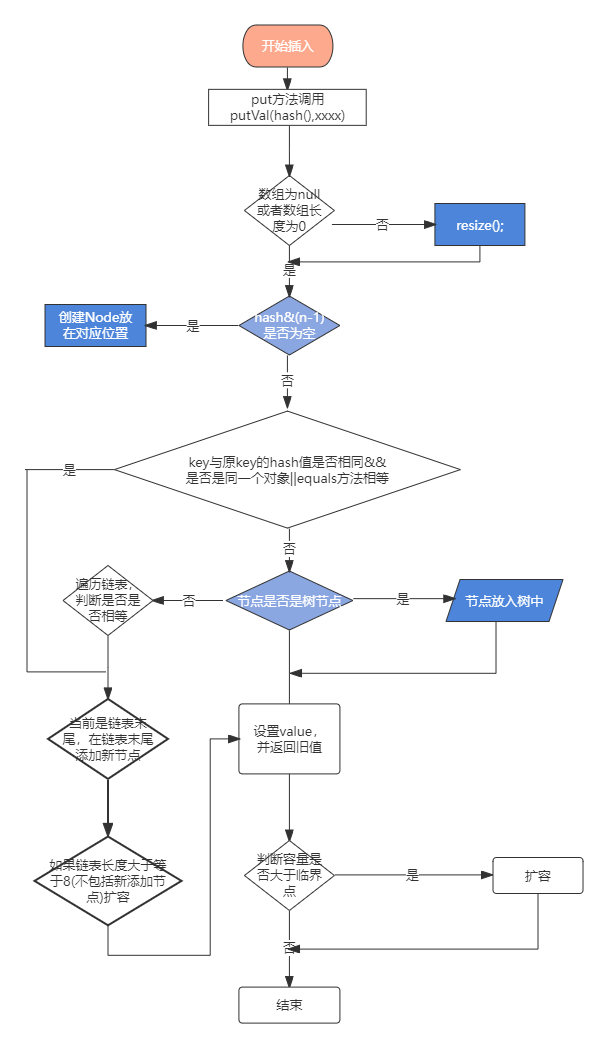 开始插入
put方法调用
putVal(hash(),xxxx)
数组为null
或者数组长
度为0
否
resize();
是
hash&(n-1)
是否为空
是
创建Node放
在对应位置
否
key与原key的hash值是否相同&&
是否是同一个对象||equals方法相等
是
否
节点是否是树节点
否
是
遍历链表，
判断是否是
否相等
节点放入树中
当前是链表末
尾，在链表末尾
添加新节点
设置value，
并返回旧值
如果链表长度大于等
于8(不包括新添加节
点)扩容
判断容量是
否大于临界
点
是
扩容
否
结束